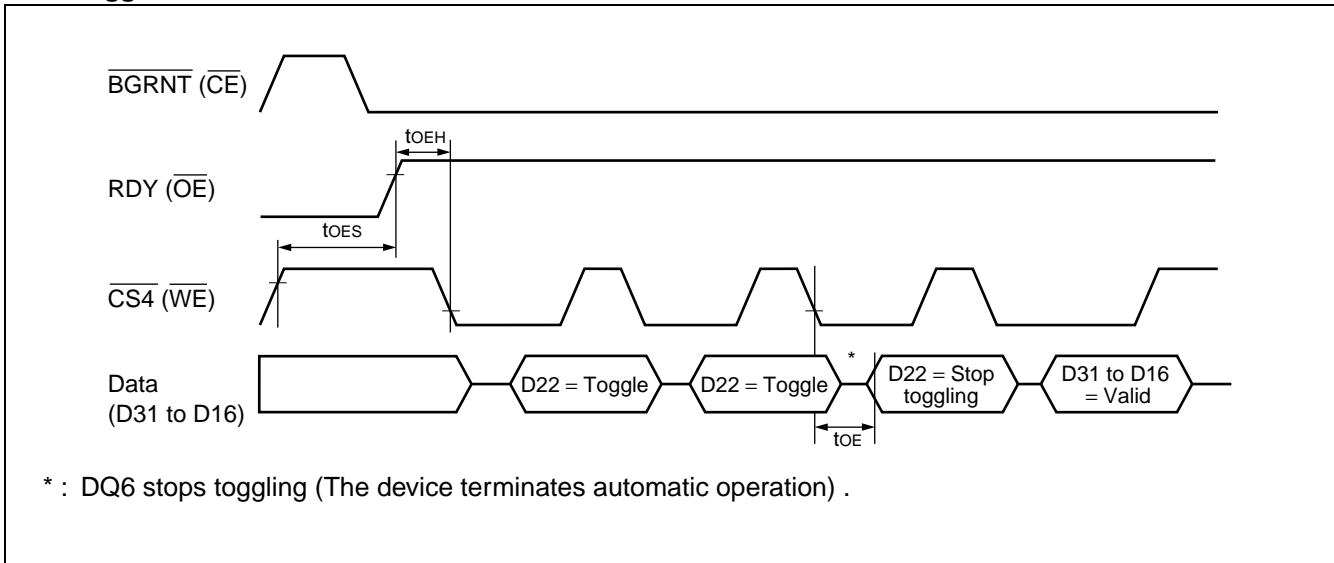 BGRNT (CE)
tOEH
RDY (OE)
tOES
CS4 (WE)
*
Data
(D31 to D16)
D22 = Toggle
D22 = Toggle
D22 = Stop
toggling
D31 to D16
= Valid
tOE
* : DQ6 stops toggling (The device terminates automatic operation) .